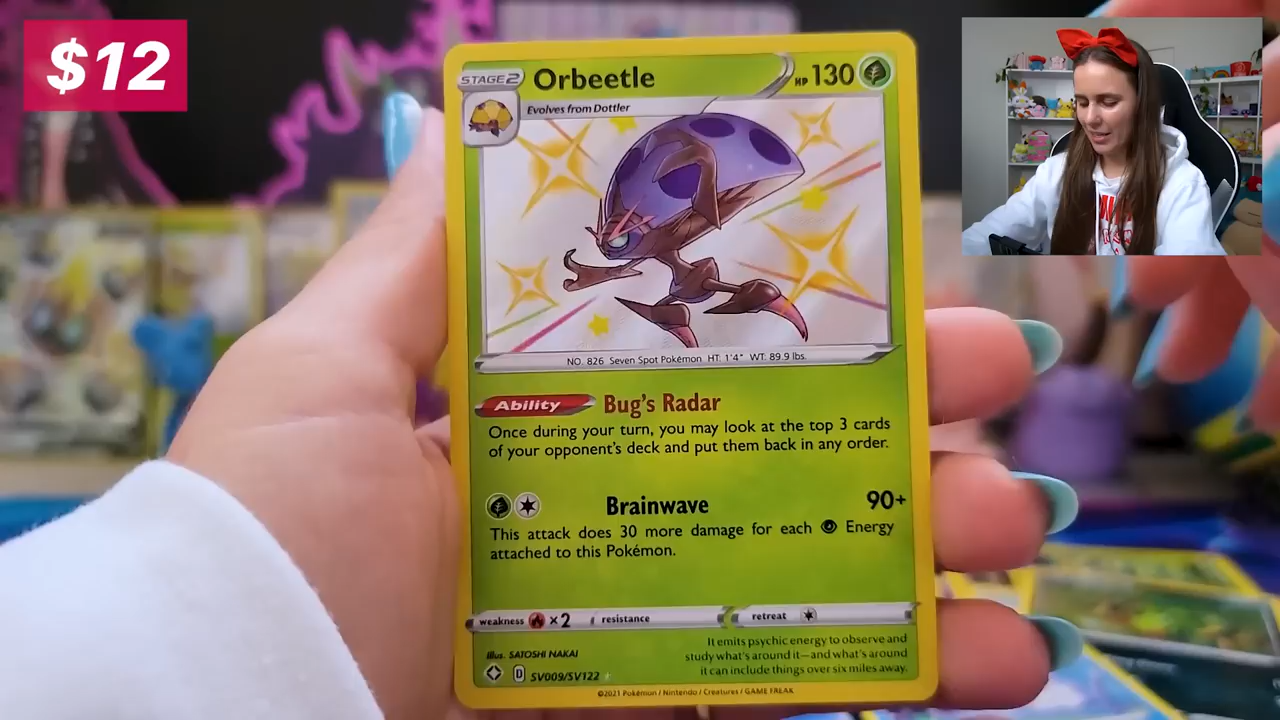 $12
STAGE 2 Orbeetle HP 130
Evolves from Dottler
NO. 826 Seven Spot Pokémon HT: 1'4" WT: 89.9 lbs.
Ability Bug's Radar
Once during your turn, you may look at the top 3 cards
of your opponent's deck and put them back in any order.
Brainwave 90+
This attack does 30 more damage for each Energy
attached to this Pokémon.
weakness ×2 resistance retreat
It emits psychic energy to observe and
study what's around it—and what's around
it can include things over six miles away.
Illus. SATOSHI NAKAI
D SV009/SV122
©2021 Pokémon / Nintendo / Creatures / GAME FREAK